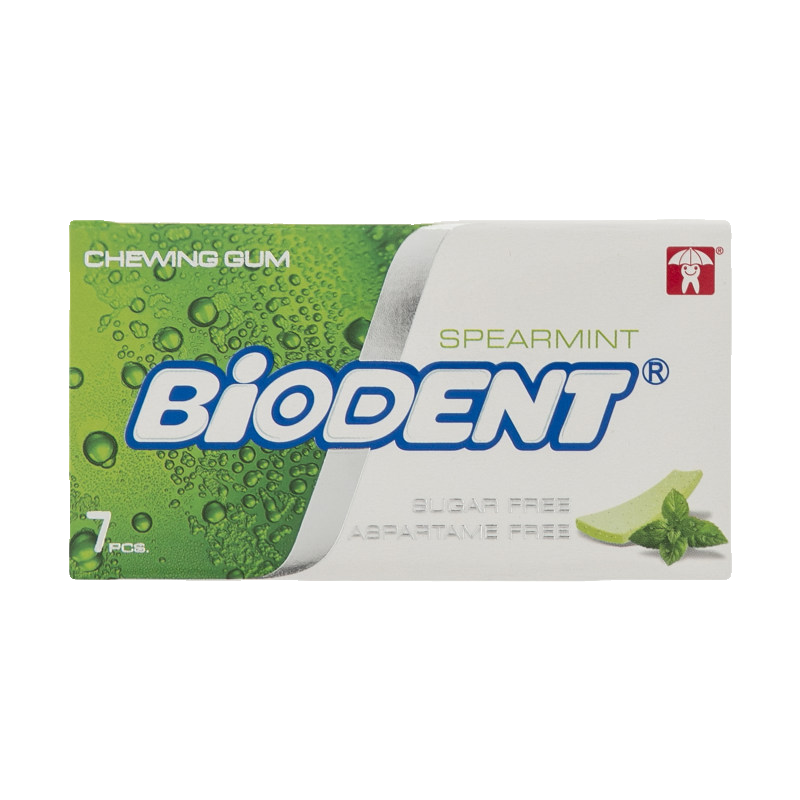 CHEWING GUM
®
SPEARMINT
BiODENT®
SUGAR FREE
ASPARTAME FREE
7 PCS.